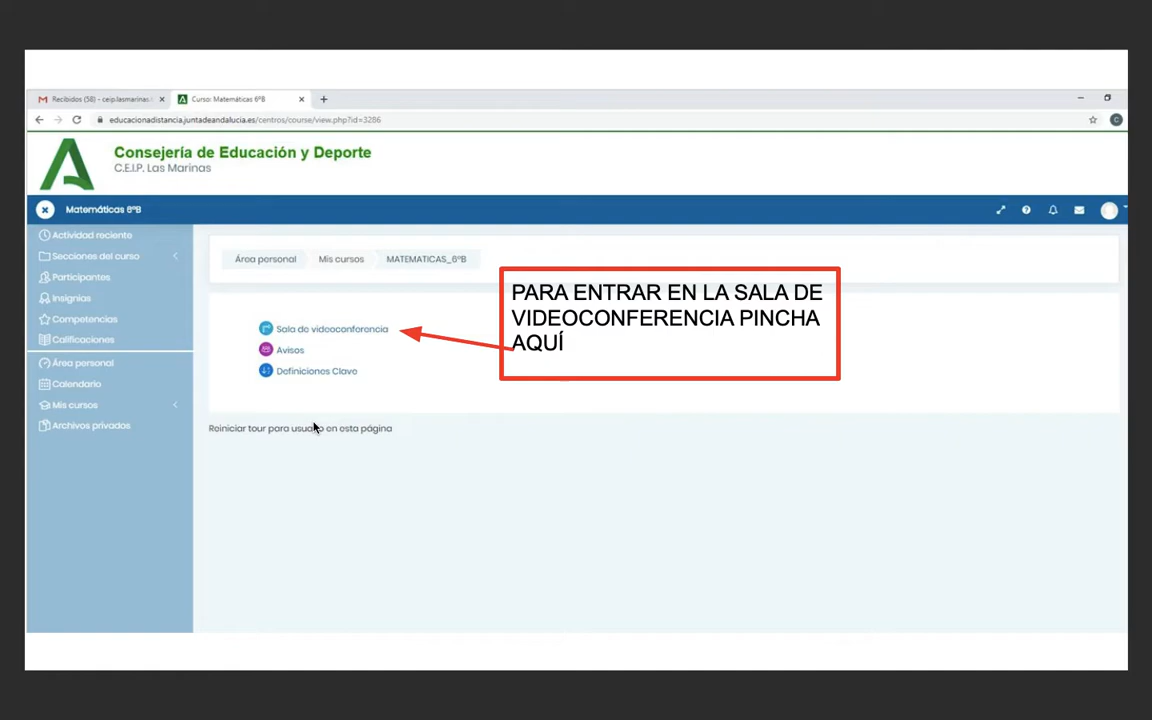 Recibidos (58) - ceip.lasmarinas
Curso: Matemáticas 6ºB
educacionadistancia.juntadeandalucia.es/centros/course/view.php?id=3286
C
Consejería de Educación y Deporte
C.E.I.P. Las Marinas
Matemáticas 6ºB
Actividad reciente
Secciones del curso
Participantes
Insignias
Competencias
Calificaciones
Área personal
Calendario
Mis cursos
Archivos privados
Área personal
Mis cursos
MATEMATICAS_6ºB
Sala de videoconferencia
Avisos
Definiciones Clave
Reiniciar tour para usuario en esta página
PARA ENTRAR EN LA SALA DE
VIDEOCONFERENCIA PINCHA
AQUÍ